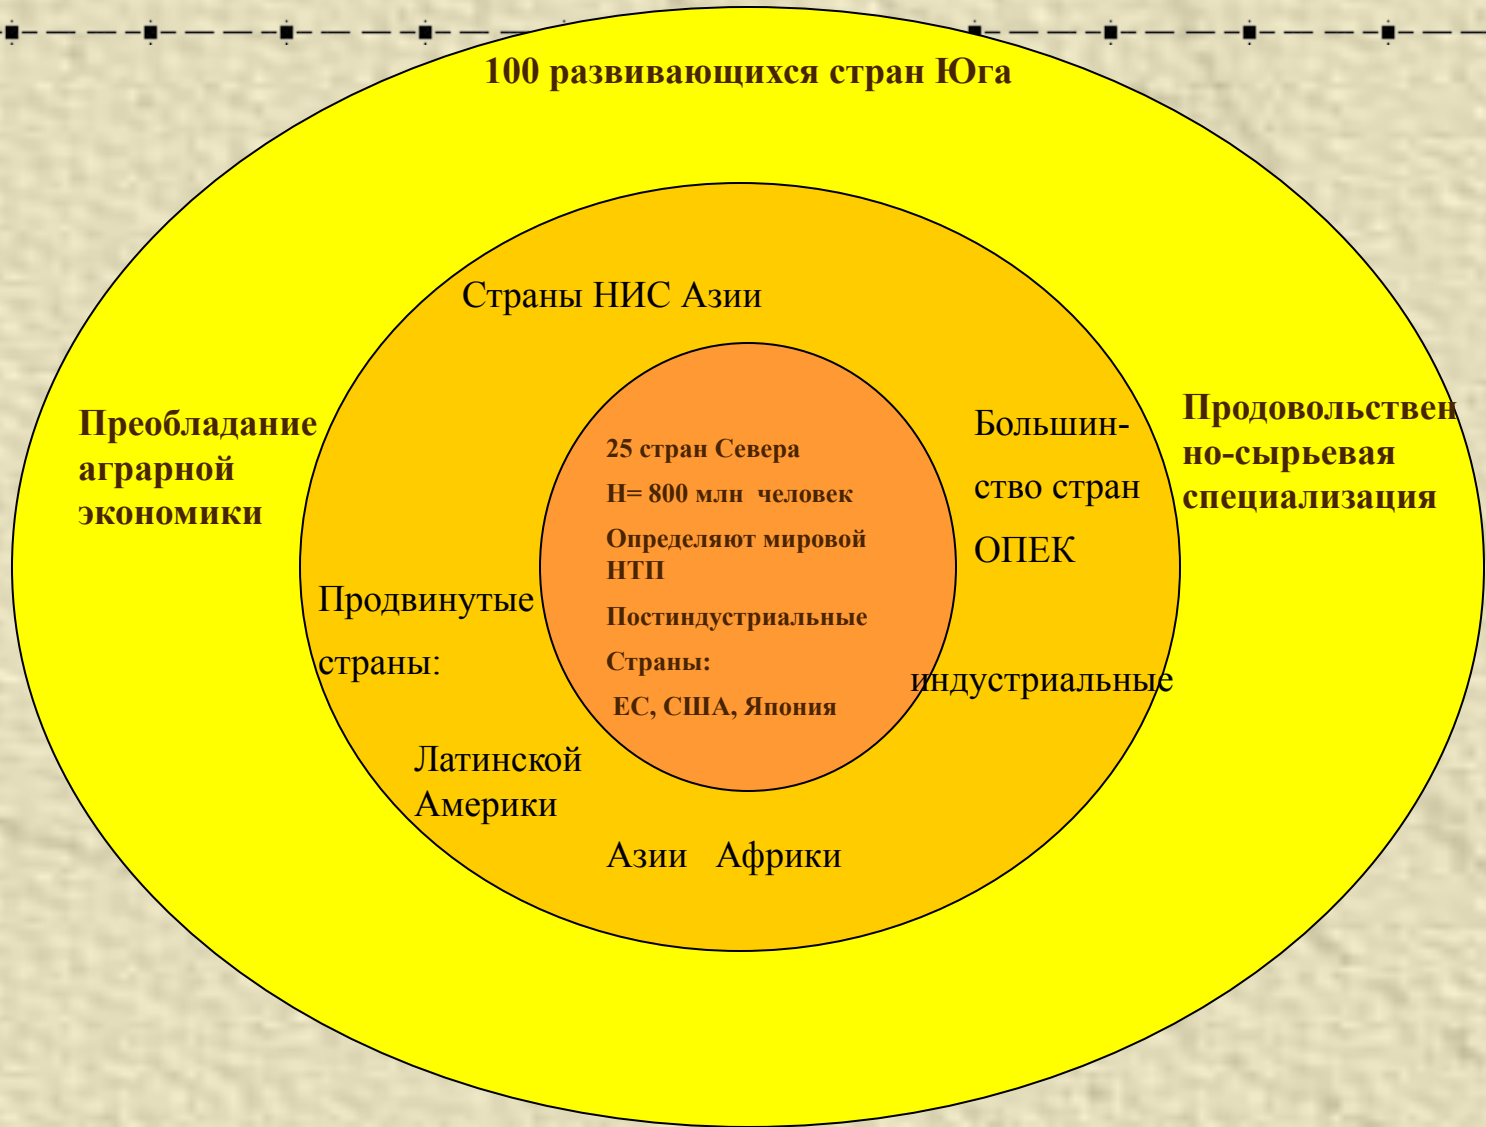 100 развивающихся стран Юга
Страны НИС Азии
Преобладание
аграрной
экономики
Продвинутые
страны:
Латинской
Америки
Азии Африки
25 стран Севера
Н= 800 млн человек
Определяют мировой
НТП
Постиндустриальные
Страны:
ЕС, США, Япония
Большин-
ство стран
ОПЕК
индустриальные
Продовольствен
но-сырьевая
специализация